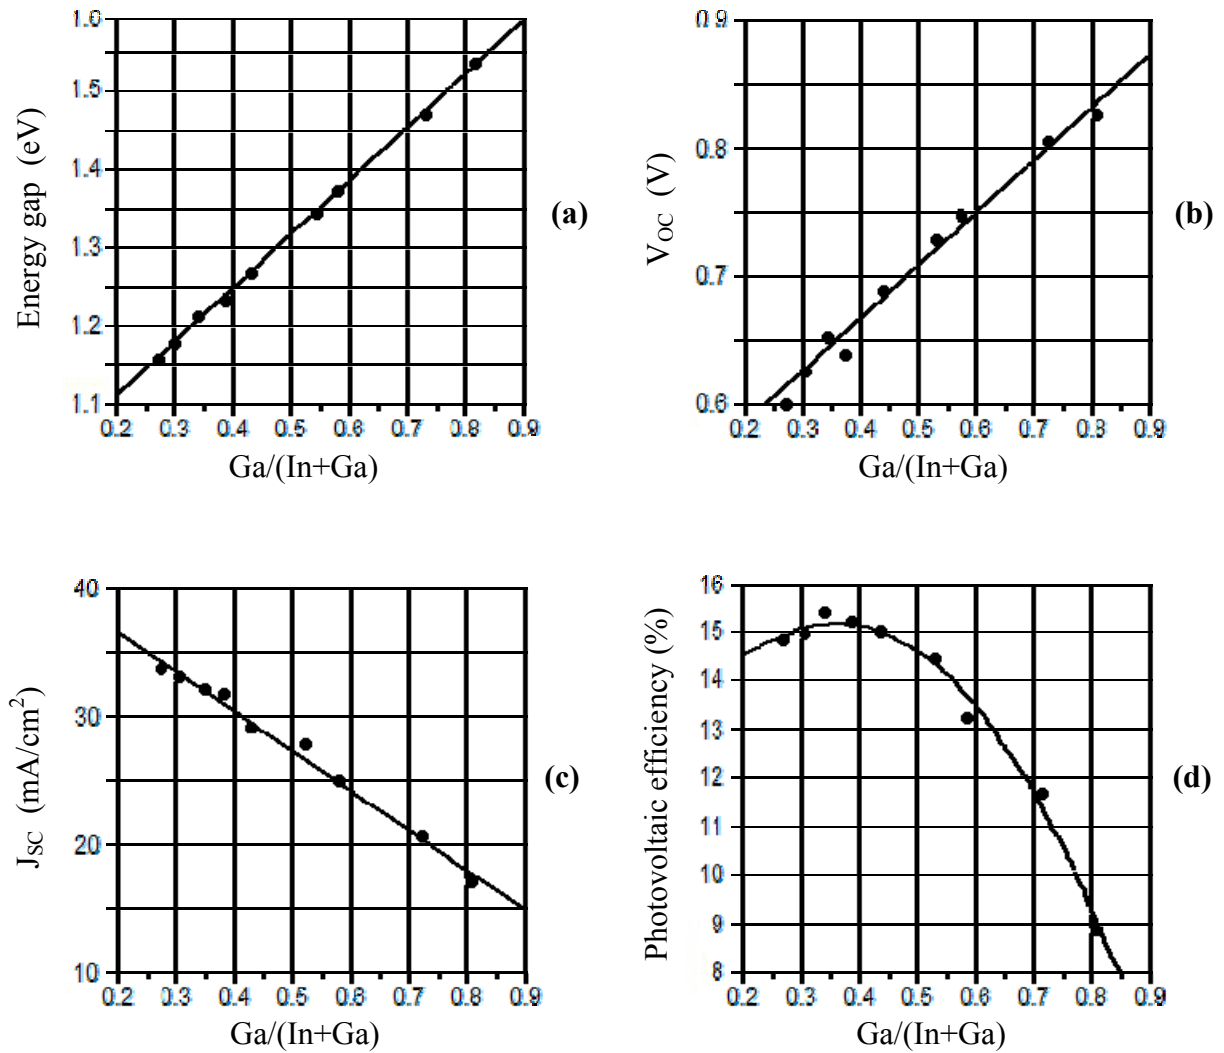 Energy gap (eV)
1.6
1.5
1.4
1.3
1.2
1.1
0.2 0.3 0.4 0.5 0.6 0.7 0.8 0.9
Ga/(In+Ga)
(a)
V_OC (V)
0.9
0.8
0.7
0.6
0.2 0.3 0.4 0.5 0.6 0.7 0.8 0.9
Ga/(In+Ga)
(b)
J_SC (mA/cm²)
40
30
20
10
0.2 0.3 0.4 0.5 0.6 0.7 0.8 0.9
Ga/(In+Ga)
(c)
Photovoltaic efficiency (%)
16
15
14
13
12
11
10
9
8
0.2 0.3 0.4 0.5 0.6 0.7 0.8 0.9
Ga/(In+Ga)
(d)